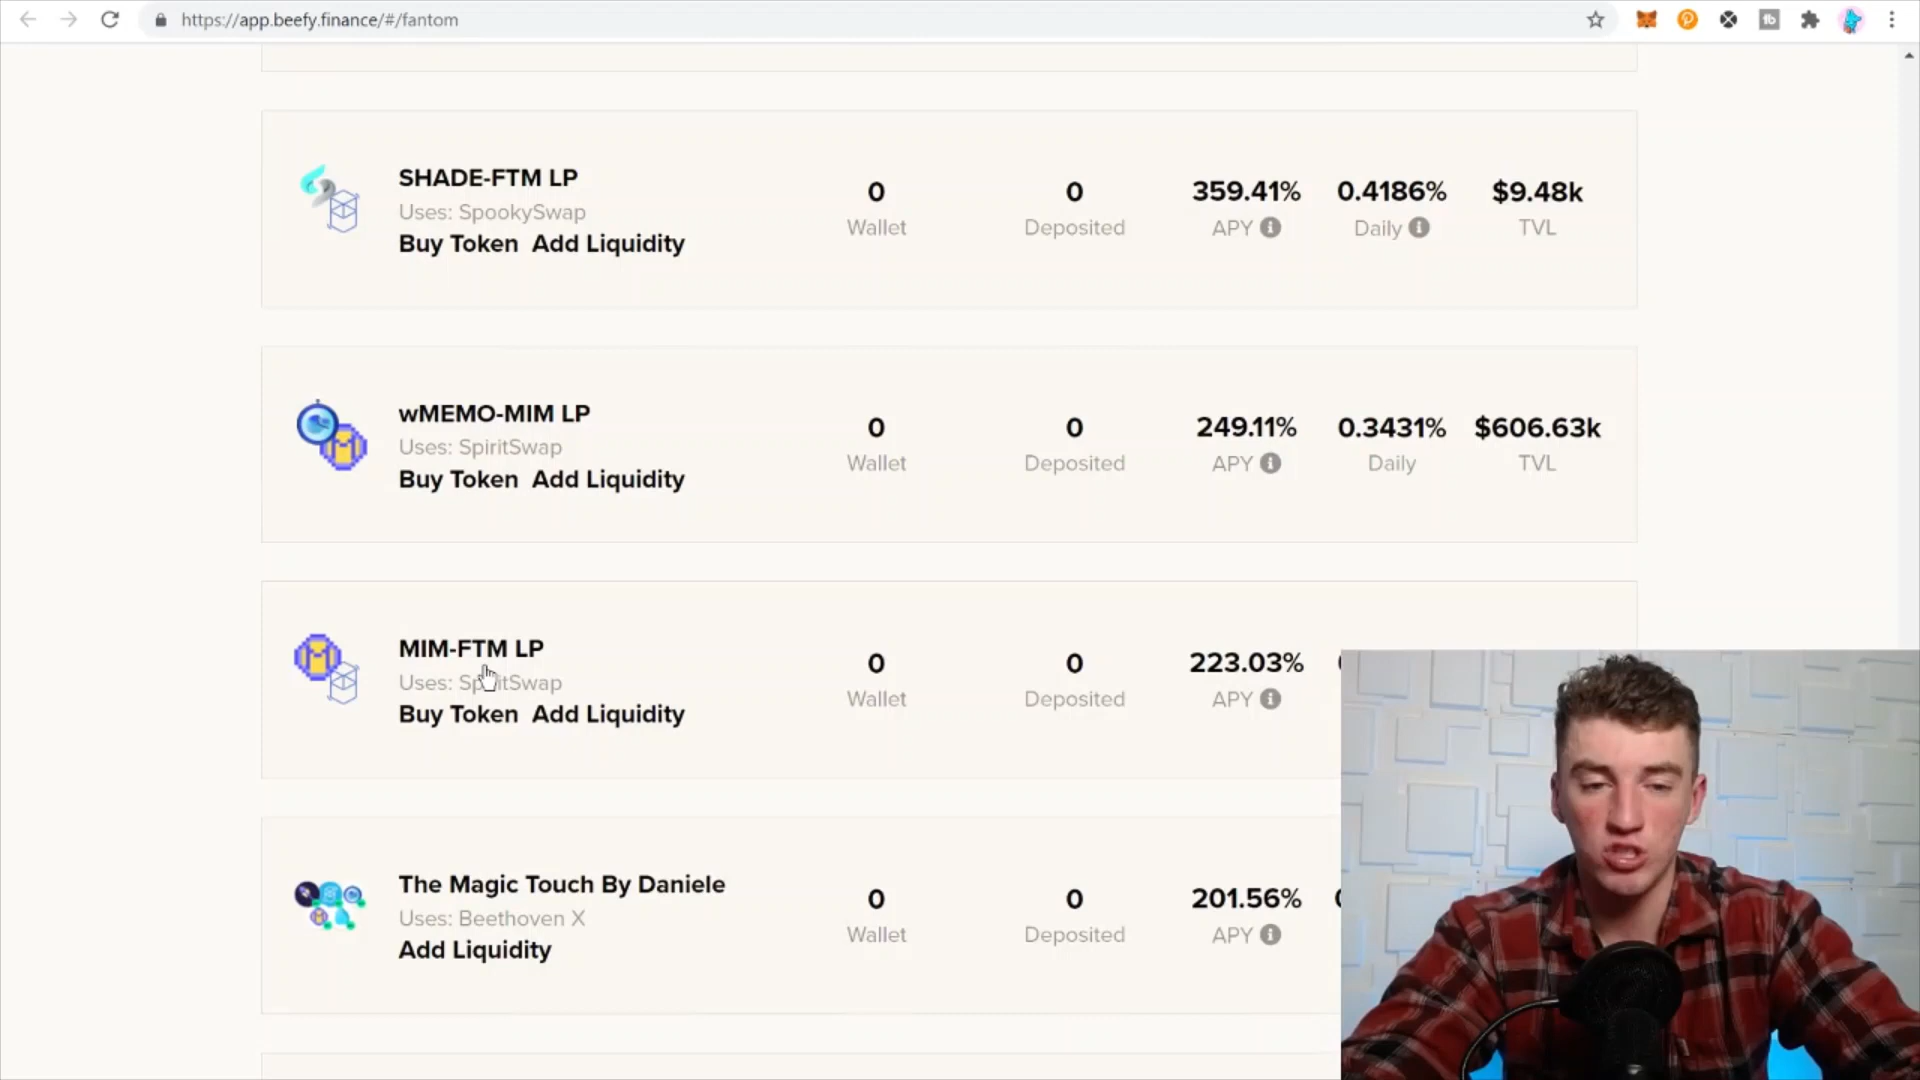 https://app.beefy.finance/#/fantom
SHADE-FTM LP
Uses: SpookySwap
Buy Token Add Liquidity
0
Wallet
0
Deposited
359.41%
APY
0.4186%
Daily
$9.48k
TVL
wMEMO-MIM LP
Uses: SpiritSwap
Buy Token Add Liquidity
0
Wallet
0
Deposited
249.11%
APY
0.3431%
Daily
$606.63k
TVL
MIM-FTM LP
Uses: SpiritSwap
Buy Token Add Liquidity
0
Wallet
0
Deposited
223.03%
APY
The Magic Touch By Daniele
Uses: Beethoven X
Add Liquidity
0
Wallet
0
Deposited
201.56%
APY